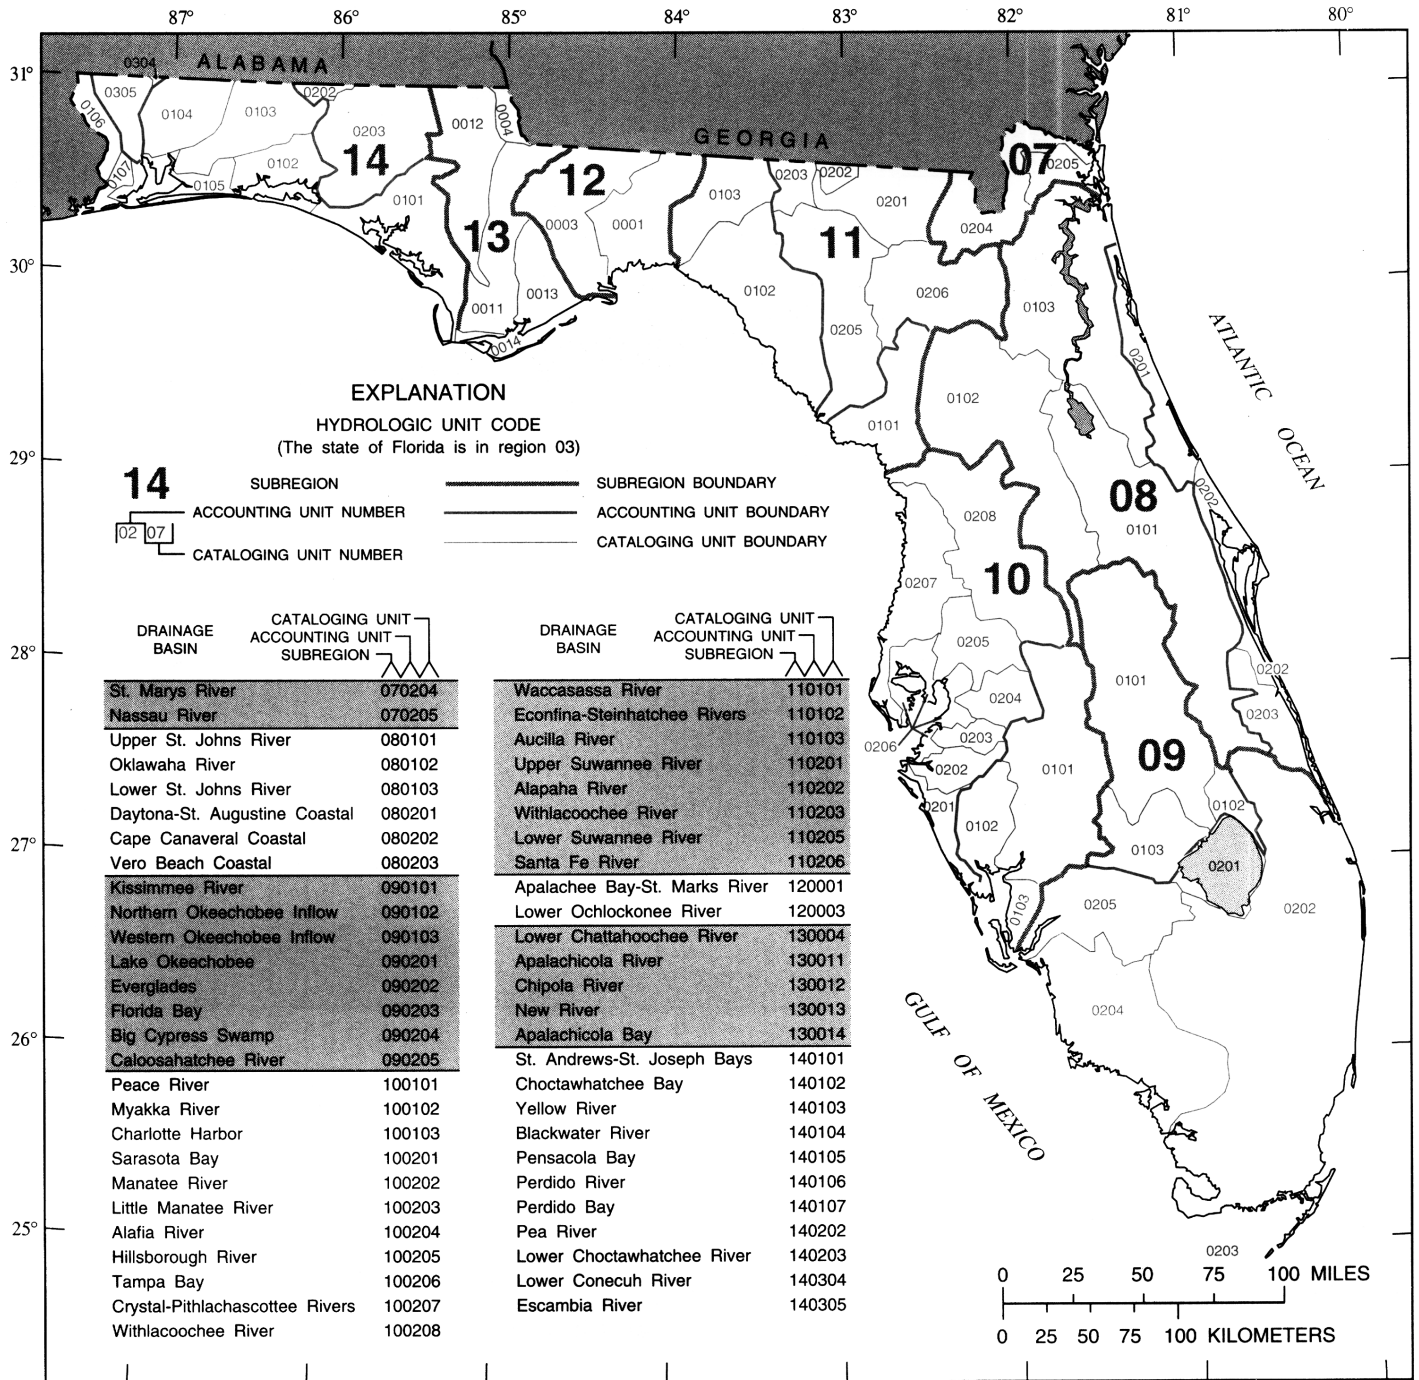 87° 86° 85° 84° 83° 82° 81° 80°
31°
30°
29°
28°
27°
26°
25°
ALABAMA
GEORGIA
0304
0305
0106
0104
0103
0202
0203
14
0102
0107
0105
0101
0012
0004
13
0011
0013
0014
12
0003
0001
0103
0203
0202
0201
11
0102
0205
0206
0101
07
0205
0204
0103
0201
0102
08
0101
0202
0208
10
0207
0205
0204
0203
0206
0202
0201
0101
0102
0103
0101
09
0202
0203
0102
0103
0201
0205
0202
0204
0203
ATLANTIC OCEAN
GULF OF MEXICO
EXPLANATION
HYDROLOGIC UNIT CODE
(The state of Florida is in region 03)
14 SUBREGION SUBREGION BOUNDARY
ACCOUNTING UNIT NUMBER ACCOUNTING UNIT BOUNDARY
02 07
CATALOGING UNIT NUMBER CATALOGING UNIT BOUNDARY
DRAINAGE BASIN
CATALOGING UNIT
ACCOUNTING UNIT
SUBREGION
St. Marys River 070204
Nassau River 070205
Upper St. Johns River 080101
Oklawaha River 080102
Lower St. Johns River 080103
Daytona-St. Augustine Coastal 080201
Cape Canaveral Coastal 080202
Vero Beach Coastal 080203
Kissimmee River 090101
Northern Okeechobee Inflow 090102
Western Okeechobee Inflow 090103
Lake Okeechobee 090201
Everglades 090202
Florida Bay 090203
Big Cypress Swamp 090204
Caloosahatchee River 090205
Peace River 100101
Myakka River 100102
Charlotte Harbor 100103
Sarasota Bay 100201
Manatee River 100202
Little Manatee River 100203
Alafia River 100204
Hillsborough River 100205
Tampa Bay 100206
Crystal-Pithlachascottee Rivers 100207
Withlacoochee River 100208
DRAINAGE BASIN
CATALOGING UNIT
ACCOUNTING UNIT
SUBREGION
Waccasassa River 110101
Econfina-Steinhatchee Rivers 110102
Aucilla River 110103
Upper Suwannee River 110201
Alapaha River 110202
Withlacoochee River 110203
Lower Suwannee River 110205
Santa Fe River 110206
Apalachee Bay-St. Marks River 120001
Lower Ochlockonee River 120003
Lower Chattahoochee River 130004
Apalachicola River 130011
Chipola River 130012
New River 130013
Apalachicola Bay 130014
St. Andrews-St. Joseph Bays 140101
Choctawhatchee Bay 140102
Yellow River 140103
Blackwater River 140104
Pensacola Bay 140105
Perdido River 140106
Perdido Bay 140107
Pea River 140202
Lower Choctawhatchee River 140203
Lower Conecuh River 140304
Escambia River 140305
0 25 50 75 100 MILES
0 25 50 75 100 KILOMETERS